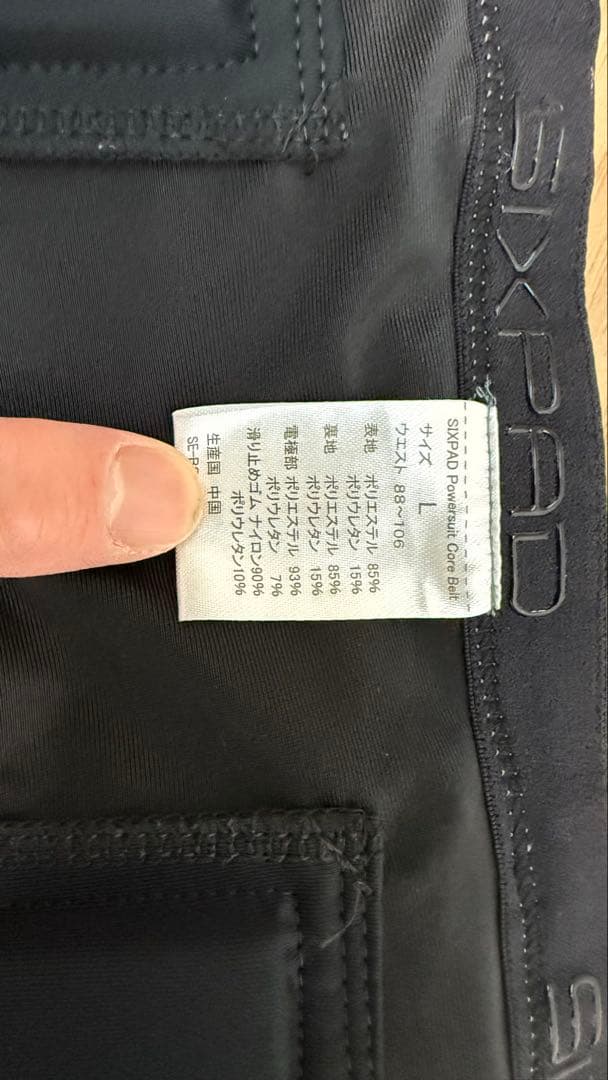 SIXPAD
SIXPAD Powersuit Core Belt
サイズ L
ウエスト 88~106
表地 ポリエステル 85%
ポリウレタン 15%
裏地 ポリエステル 85%
ポリウレタン 15%
電極部 ポリエステル 93%
ポリウレタン 7%
滑り止めゴム ナイロン90%
ポリウレタン10%
生産国 中国